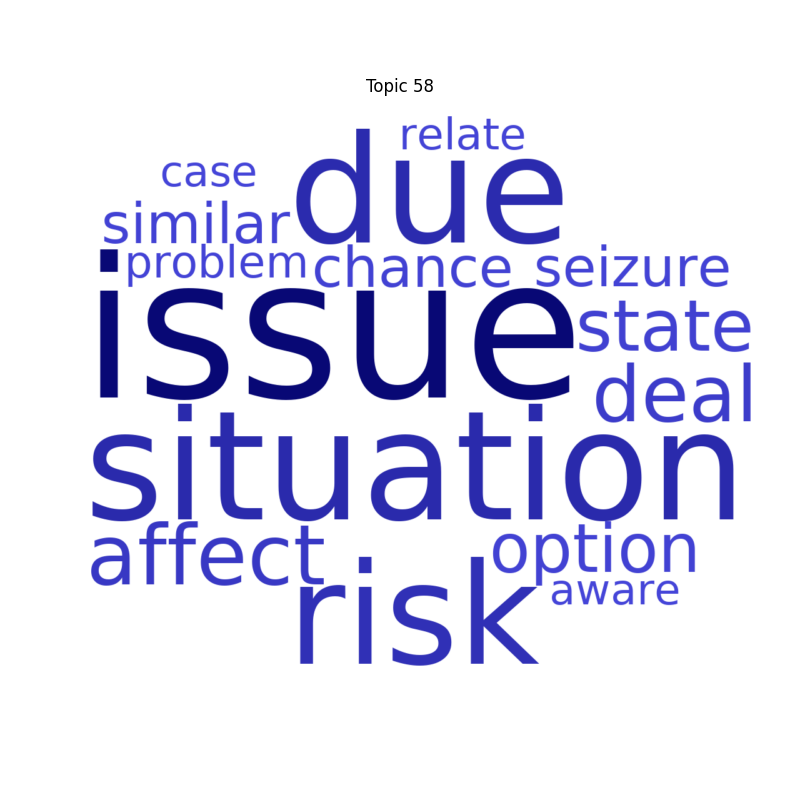 Topic 58
relate
case
due
similar
problem chance seizure
issue
state
deal
situation
affect
option
aware
risk